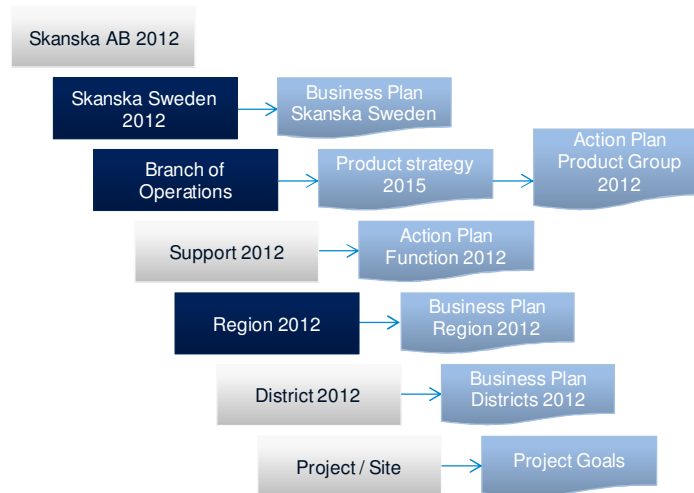 Skanska AB 2012
Skanska Sweden
2012
Business Plan
Skanska Sweden
Branch of
Operations
Product strategy
2015
Action Plan
Product Group
2012
Support 2012
Action Plan
Function 2012
Region 2012
Business Plan
Region 2012
District 2012
Business Plan
Districts 2012
Project / Site
Project Goals